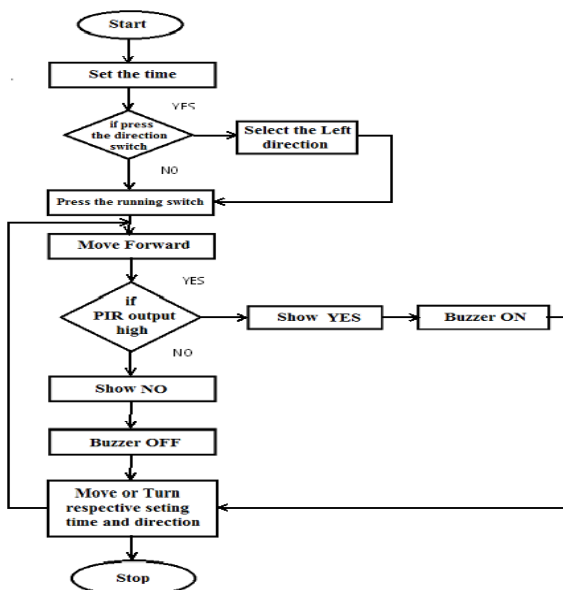 Start
Set the time
YES
if press
the direction
switch
Select the Left
direction
NO
Press the running switch
Move Forward
YES
if
PIR output
high
Show YES
Buzzer ON
NO
Show NO
Buzzer OFF
Move or Turn
respective seting
time and direction
Stop